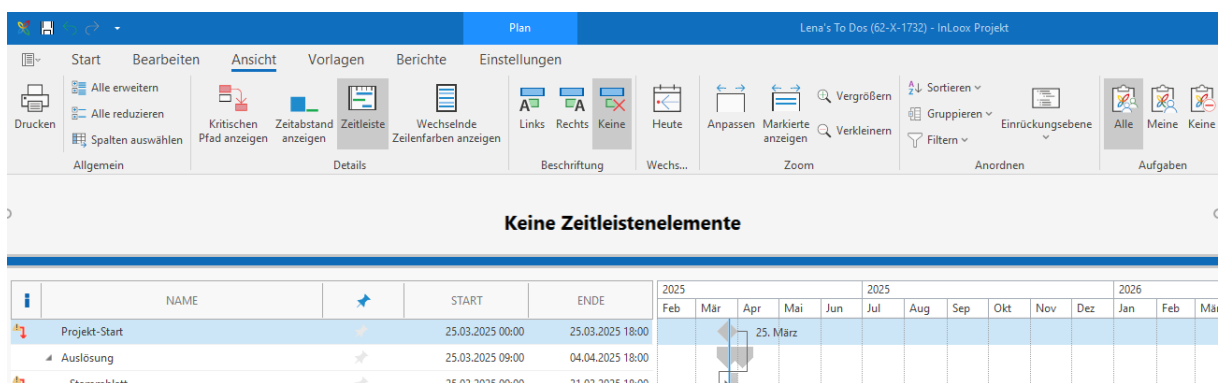 Plan
Lena's To Dos (62-X-1732) - InLoox Projekt
Start Bearbeiten Ansicht Vorlagen Berichte Einstellungen
Drucken
Alle erweitern
Alle reduzieren
Spalten auswählen
Kritischen
Pfad anzeigen
Zeitabstand
anzeigen
Zeitleiste
Wechselnde
Zeilenfarben anzeigen
Links
Rechts
Keine
Heute
Anpassen
Markierte
anzeigen
Vergrößern
Verkleinern
Sortieren
Gruppieren
Filtern
Einrückungsebene
Alle
Meine
Keine
Allgemein
Details
Beschriftung
Wechs...
Zoom
Anordnen
Aufgaben
Keine Zeitleistenelemente
NAME START ENDE
2025 2025 2026
Feb Mär Apr Mai Jun Jul Aug Sep Okt Nov Dez Jan Feb Mär
Projekt-Start 25.03.2025 00:00 25.03.2025 18:00 25. März
Auslösung 25.03.2025 09:00 04.04.2025 18:00